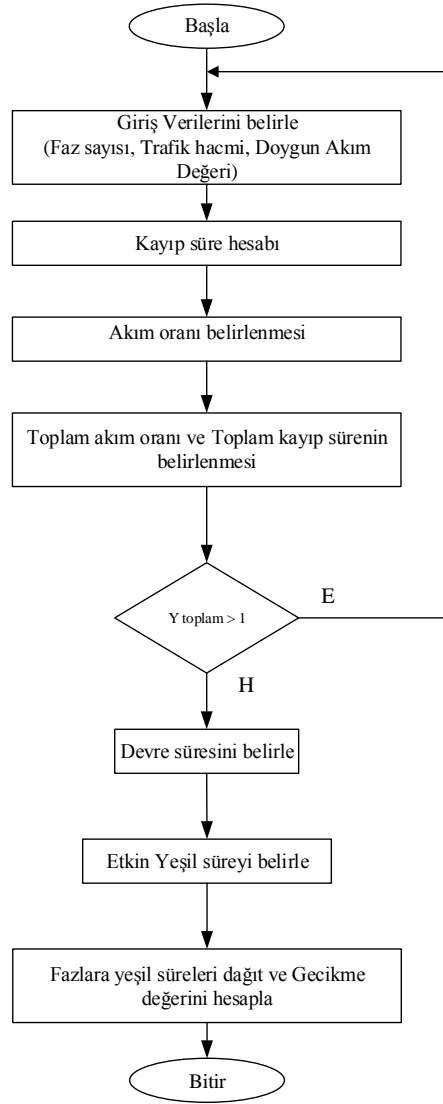 Başla
Giriş Verilerini belirle
(Faz sayısı, Trafik hacmi, Doygun Akım
Değeri)
Kayıp süre hesabı
Akım oranı belirlenmesi
Toplam akım oranı ve Toplam kayıp sürenin
belirlenmesi
Y toplam > 1
E
H
Devre süresini belirle
Etkin Yeşil süreyi belirle
Fazlara yeşil süreleri dağıt ve Gecikme
değerini hesapla
Bitir